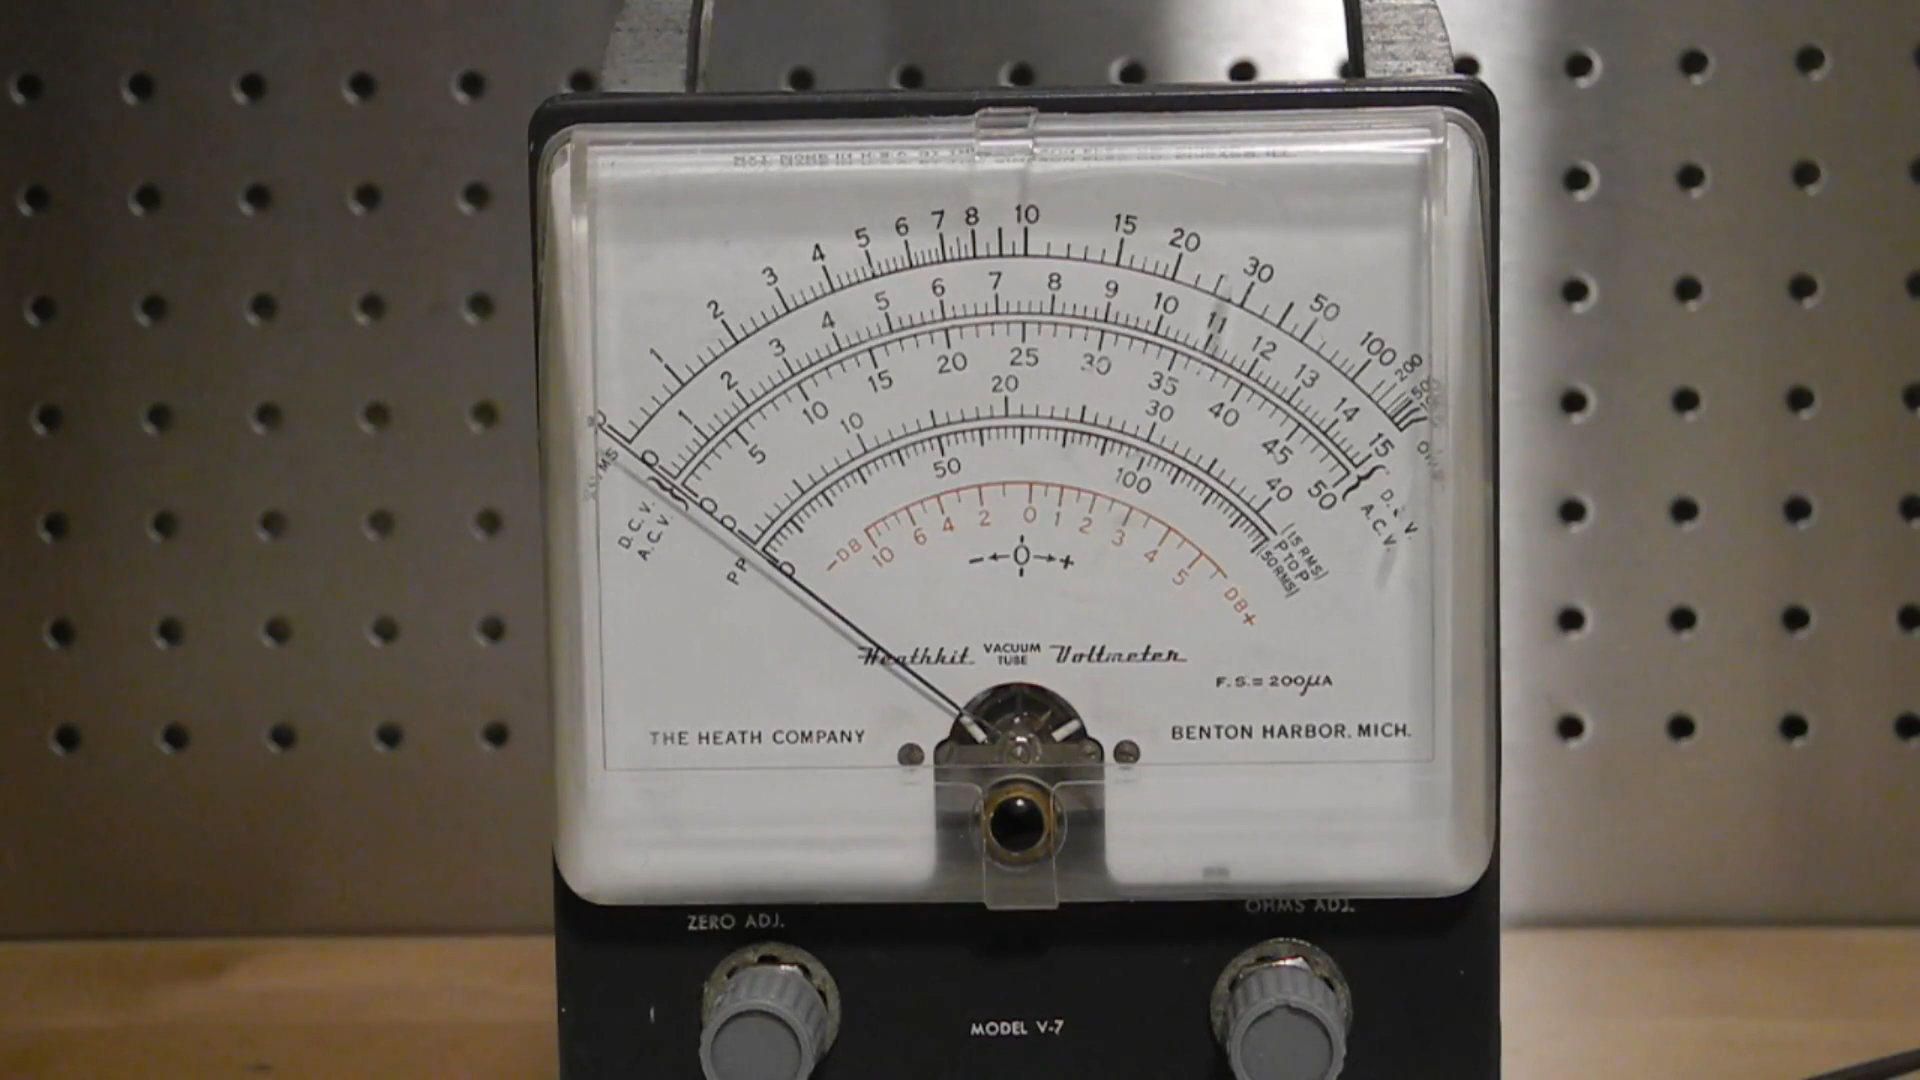 1 2 3 4 5 6 7 8 10 15 20 30 50 100 200
0 1 2 3 4 5 6 7 8 9 10 11 12 13 14 15
0 5 10 15 20 25 30 35 40 45 50
0 10 20 30 40
0 50 100
-DB 10 6 4 2 0 1 2 3 4 5 DB+
- ← 0 → +
D.C.V.
A.C.V.
D.C.V.
A.C.V.
PP
(15 RMS)
P TO P
(50 RMS)
Heathkit VACUUM TUBE Voltmeter
F.S.= 200µA
THE HEATH COMPANY
BENTON HARBOR, MICH.
ZERO ADJ.
OHMS ADJ.
MODEL V-7